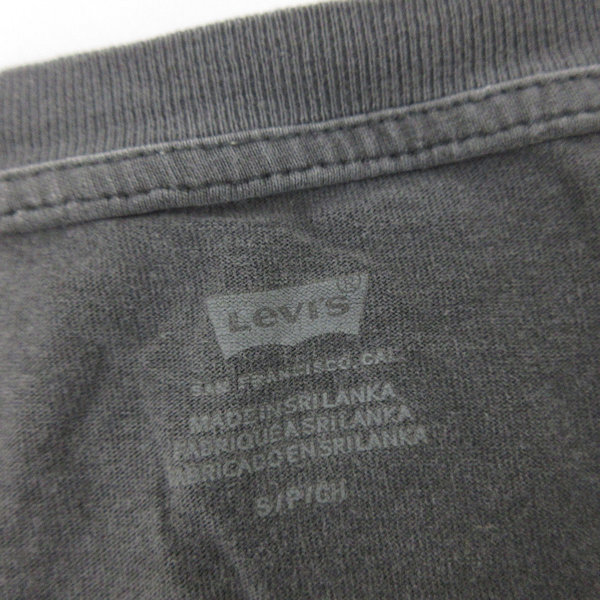 Levi's®
SAN FRANCISCO, CAL.
MADE IN SRI LANKA
FABRIQUE A SRI LANKA
FABRICADO EN SRI LANKA
S/P/CH